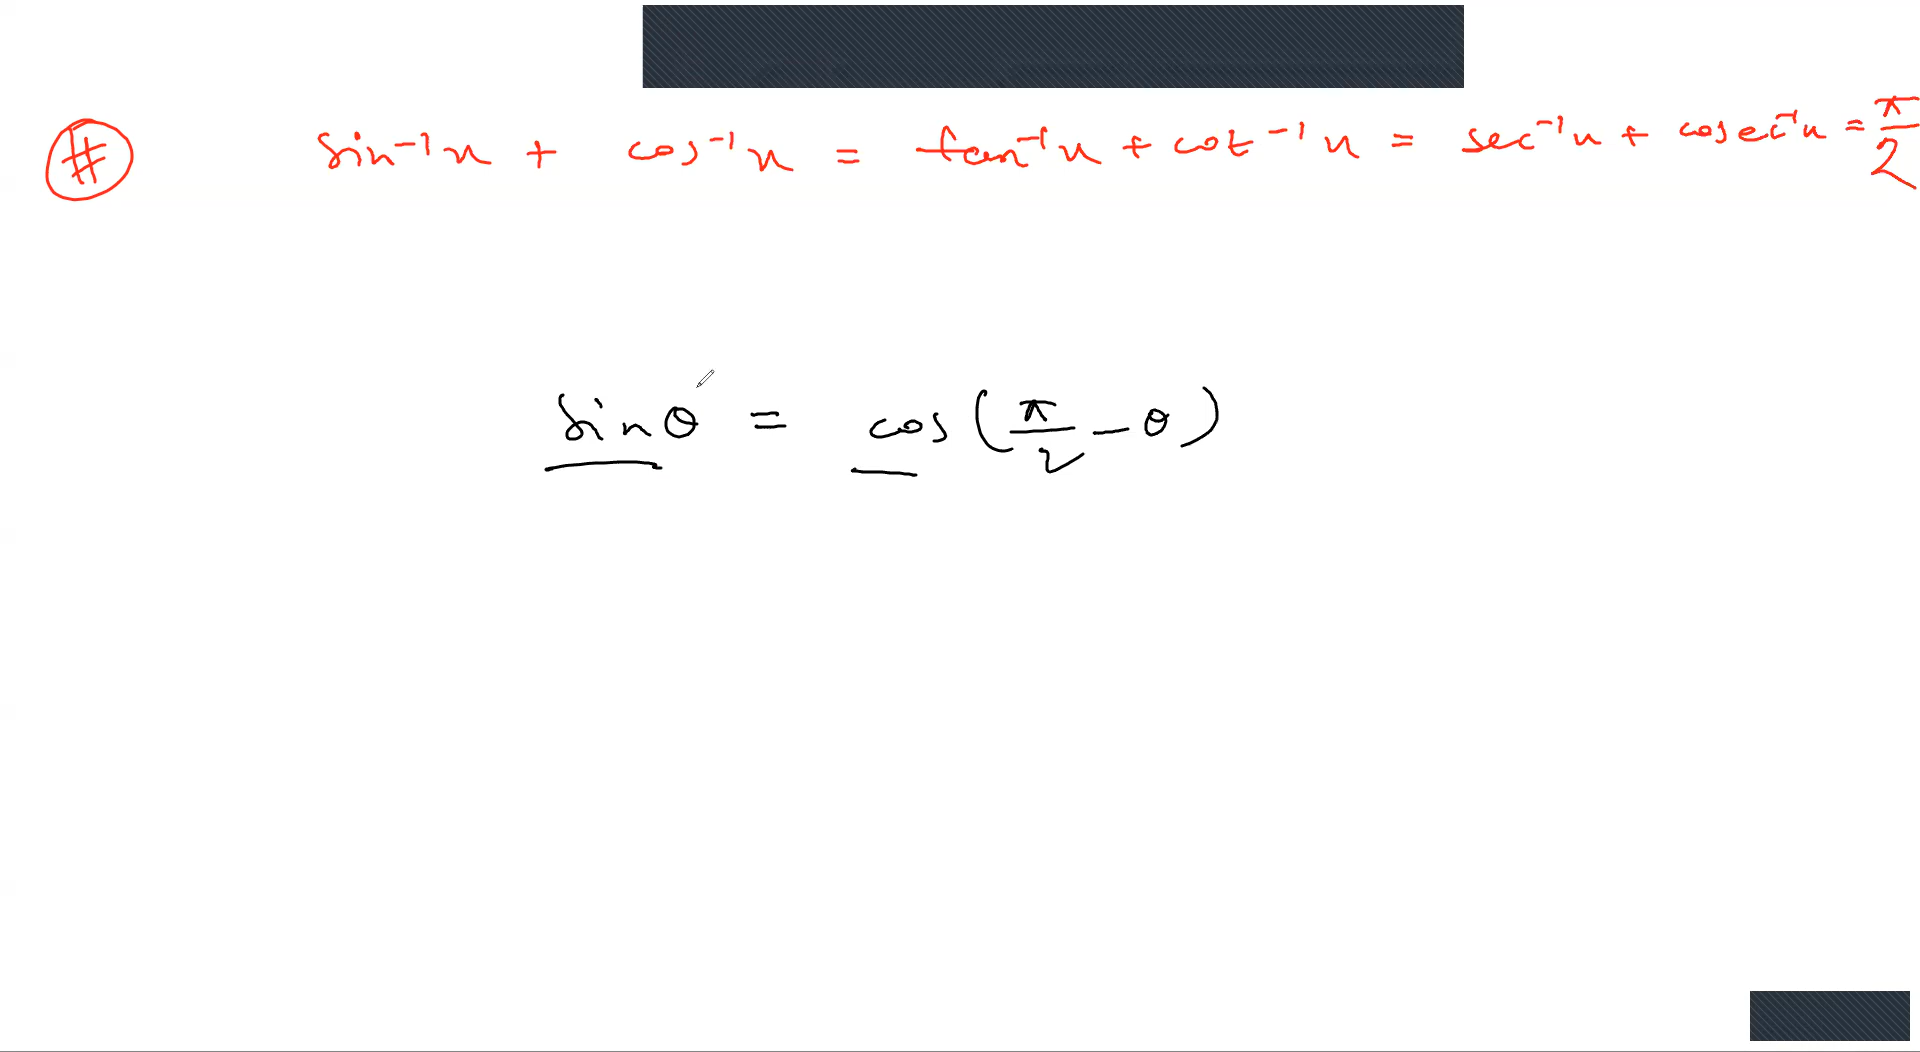 # sin⁻¹x + cos⁻¹x = tan⁻¹x + cot⁻¹x = sec⁻¹x + cosec⁻¹x = π/2
sinθ = cos(π/2 − θ)